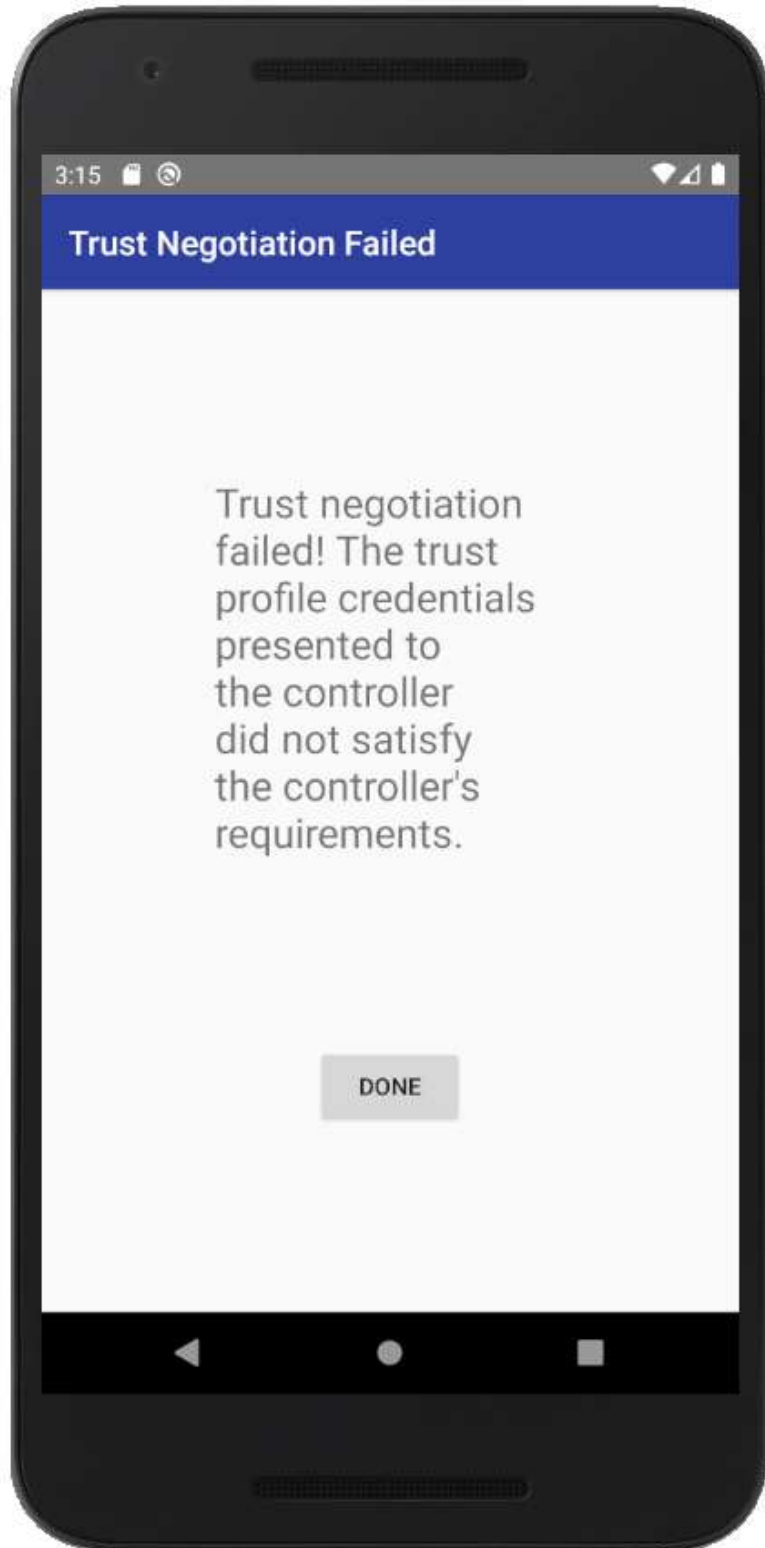 3:15
Trust Negotiation Failed
Trust negotiation
failed! The trust
profile credentials
presented to
the controller
did not satisfy
the controller's
requirements.
DONE